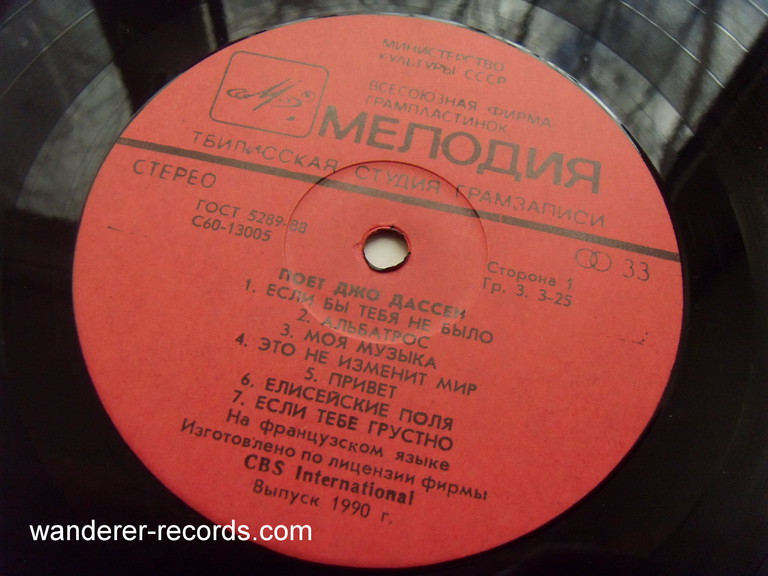 МИНИСТЕРСТВО
КУЛЬТУРЫ СССР
ВСЕСОЮЗНАЯ ФИРМА
ГРАМПЛАСТИНОК
МЕЛОДИЯ
ТБИЛИССКАЯ СТУДИЯ ГРАМЗАПИСИ
СТЕРЕО
ГОСТ 5289-88
С60-13005
33
Сторона 1
Гр. 3. 3-25
ПОЕТ ДЖО ДАССЕН
1. ЕСЛИ БЫ ТЕБЯ НЕ БЫЛО
2. АЛЬБАТРОС
3. МОЯ МУЗЫКА
4. ЭТО НЕ ИЗМЕНИТ МИР
5. ПРИВЕТ
6. ЕЛИСЕЙСКИЕ ПОЛЯ
7. ЕСЛИ ТЕБЕ ГРУСТНО
На французском языке
Изготовлено по лицензии фирмы
CBS International
Выпуск 1990 г.
wanderer-records.com